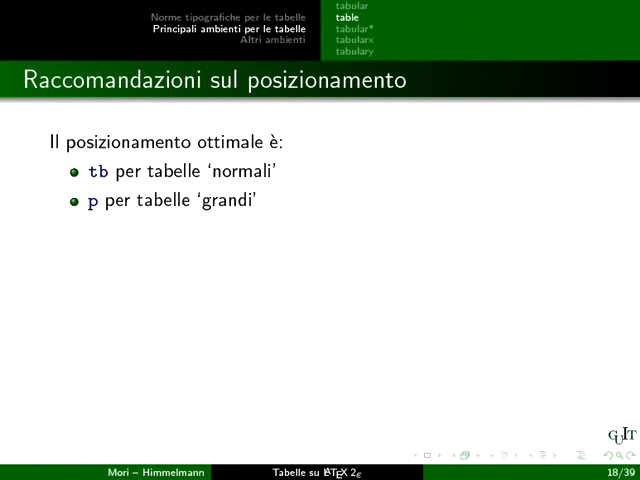 Norme tipografiche per le tabelle
Principali ambienti per le tabelle
Altri ambienti
tabular
table
tabular*
tabularx
tabulary
Raccomandazioni sul posizionamento
Il posizionamento ottimale è:
tb per tabelle ‘normali’
p per tabelle ‘grandi’
GUIT
Mori – Himmelmann
Tabelle su LATEX 2ε
18/39